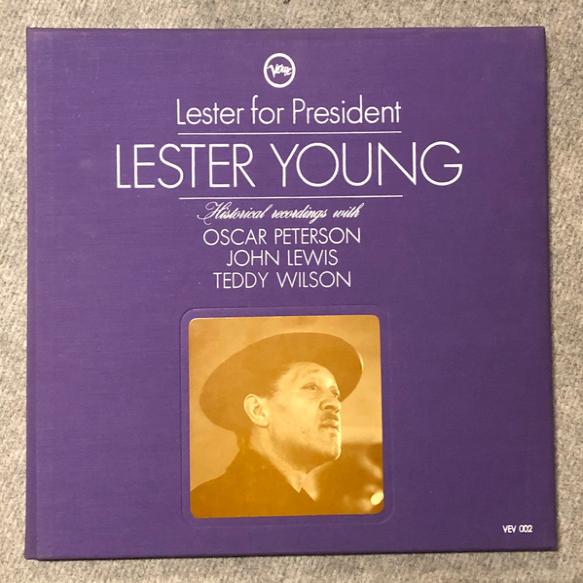 Verve
Lester for President
LESTER YOUNG
Historical recordings with
OSCAR PETERSON
JOHN LEWIS
TEDDY WILSON
VEV 002